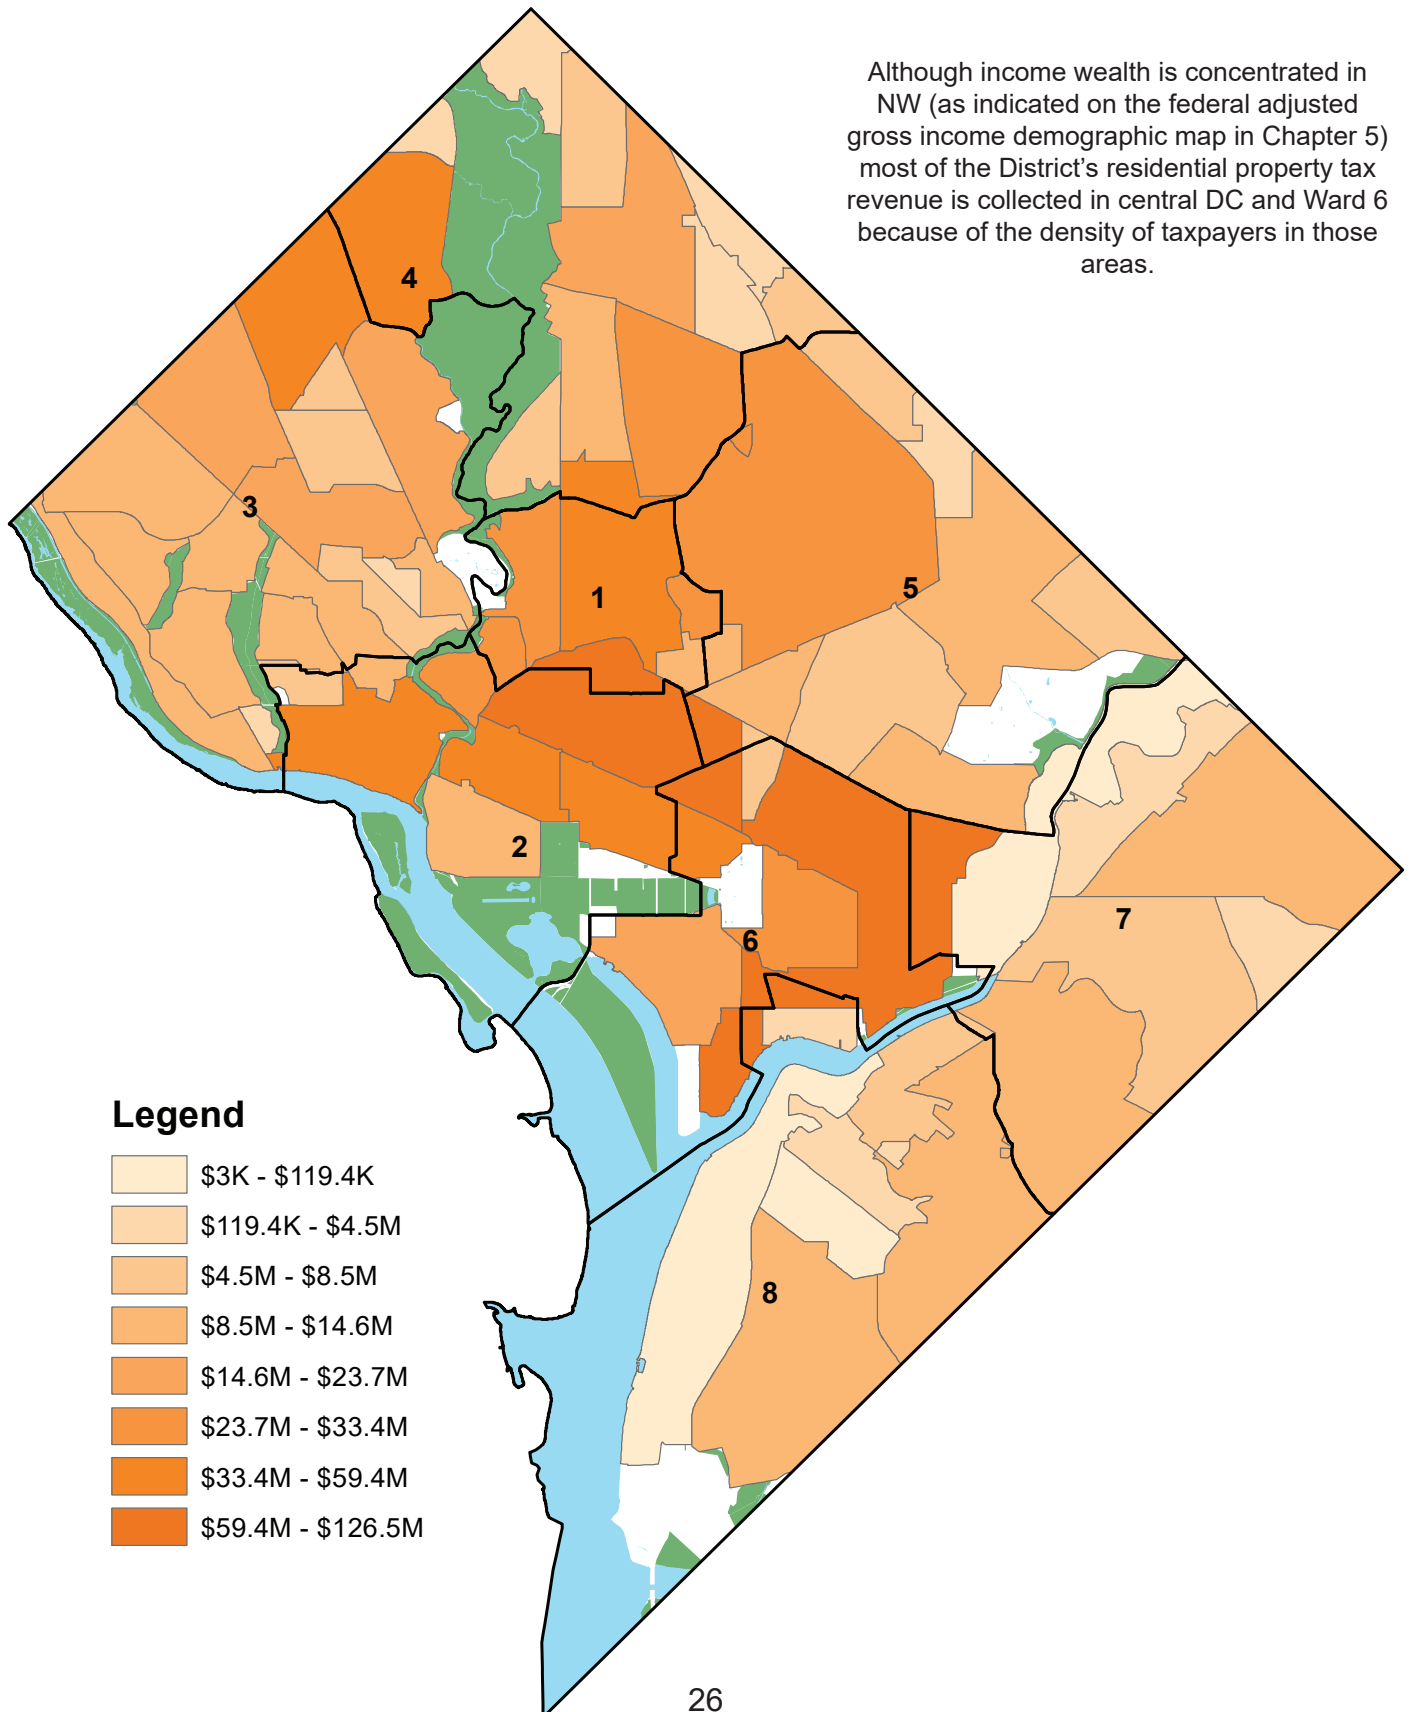 Although income wealth is concentrated in
NW (as indicated on the federal adjusted
gross income demographic map in Chapter 5)
most of the District’s residential property tax
revenue is collected in central DC and Ward 6
because of the density of taxpayers in those
areas.
4
3
1
5
2
6
7
8
Legend
$3K - $119.4K
$119.4K - $4.5M
$4.5M - $8.5M
$8.5M - $14.6M
$14.6M - $23.7M
$23.7M - $33.4M
$33.4M - $59.4M
$59.4M - $126.5M
26